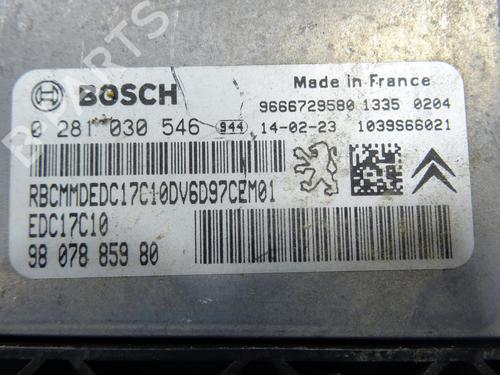 BOSCH
Made in France
9666729580 1335 0204
0 281 030 546 944 14-02-23 1039S66021
RBCMMDEDC17C10DV6D97CEM01
EDC17C10
98 078 859 80
B PARTS